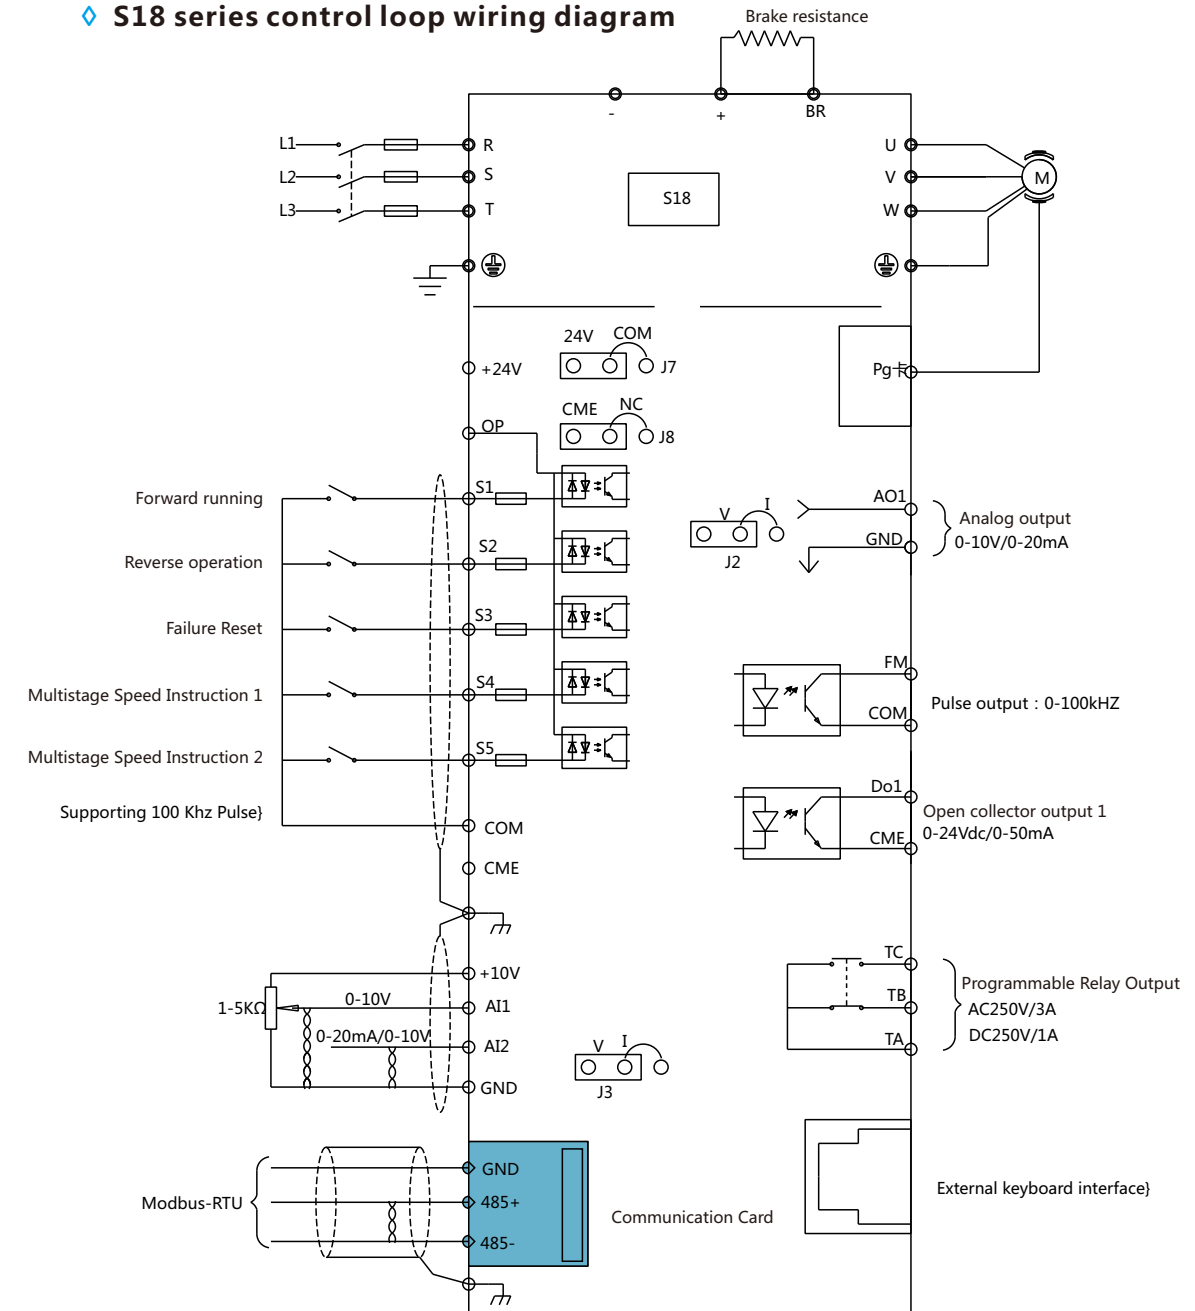 ◊ S18 series control loop wiring diagram
Brake resistance
- + BR
L1 R U
L2 S V M
L3 T W
S18
24V COM
+24V J7
Pg卡
CME NC
OP J8
Forward running S1
AO1
V I
Analog output
GND 0-10V/0-20mA
J2
Reverse operation S2
Failure Reset S3
FM
Multistage Speed Instruction 1 S4
COM Pulse output : 0-100kHZ
Multistage Speed Instruction 2 S5
Do1
Supporting 100 Khz Pulse}
Open collector output 1
COM
CME 0-24Vdc/0-50mA
CME
TC
+10V
Programmable Relay Output
TB
1-5KΩ 0-10V AI1
AC250V/3A
0-20mA/0-10V AI2
TA DC250V/1A
V I
GND J3
GND
Modbus-RTU 485+
Communication Card
External keyboard interface}
485-